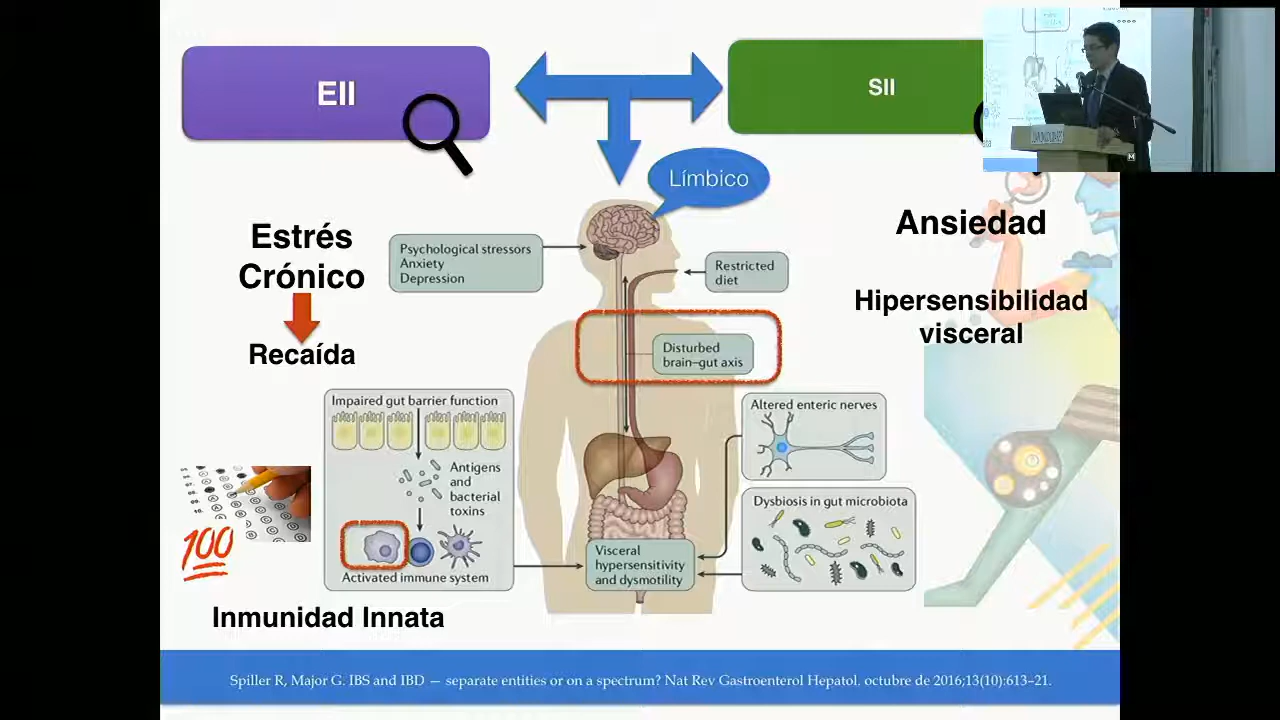 EII
SII
Límbico
Estrés
Crónico
Recaída
Psychological stressors
Anxiety
Depression
Restricted
diet
Ansiedad
Hipersensibilidad
visceral
Disturbed
brain–gut axis
Impaired gut barrier function
Antigens
and
bacterial
toxins
Activated immune system
Altered enteric nerves
Dysbiosis in gut microbiota
Visceral
hypersensitivity
and dysmotility
100
Inmunidad Innata
Spiller R, Major G. IBS and IBD — separate entities or on a spectrum? Nat Rev Gastroenterol Hepatol. octubre de 2016;13(10):613–21.